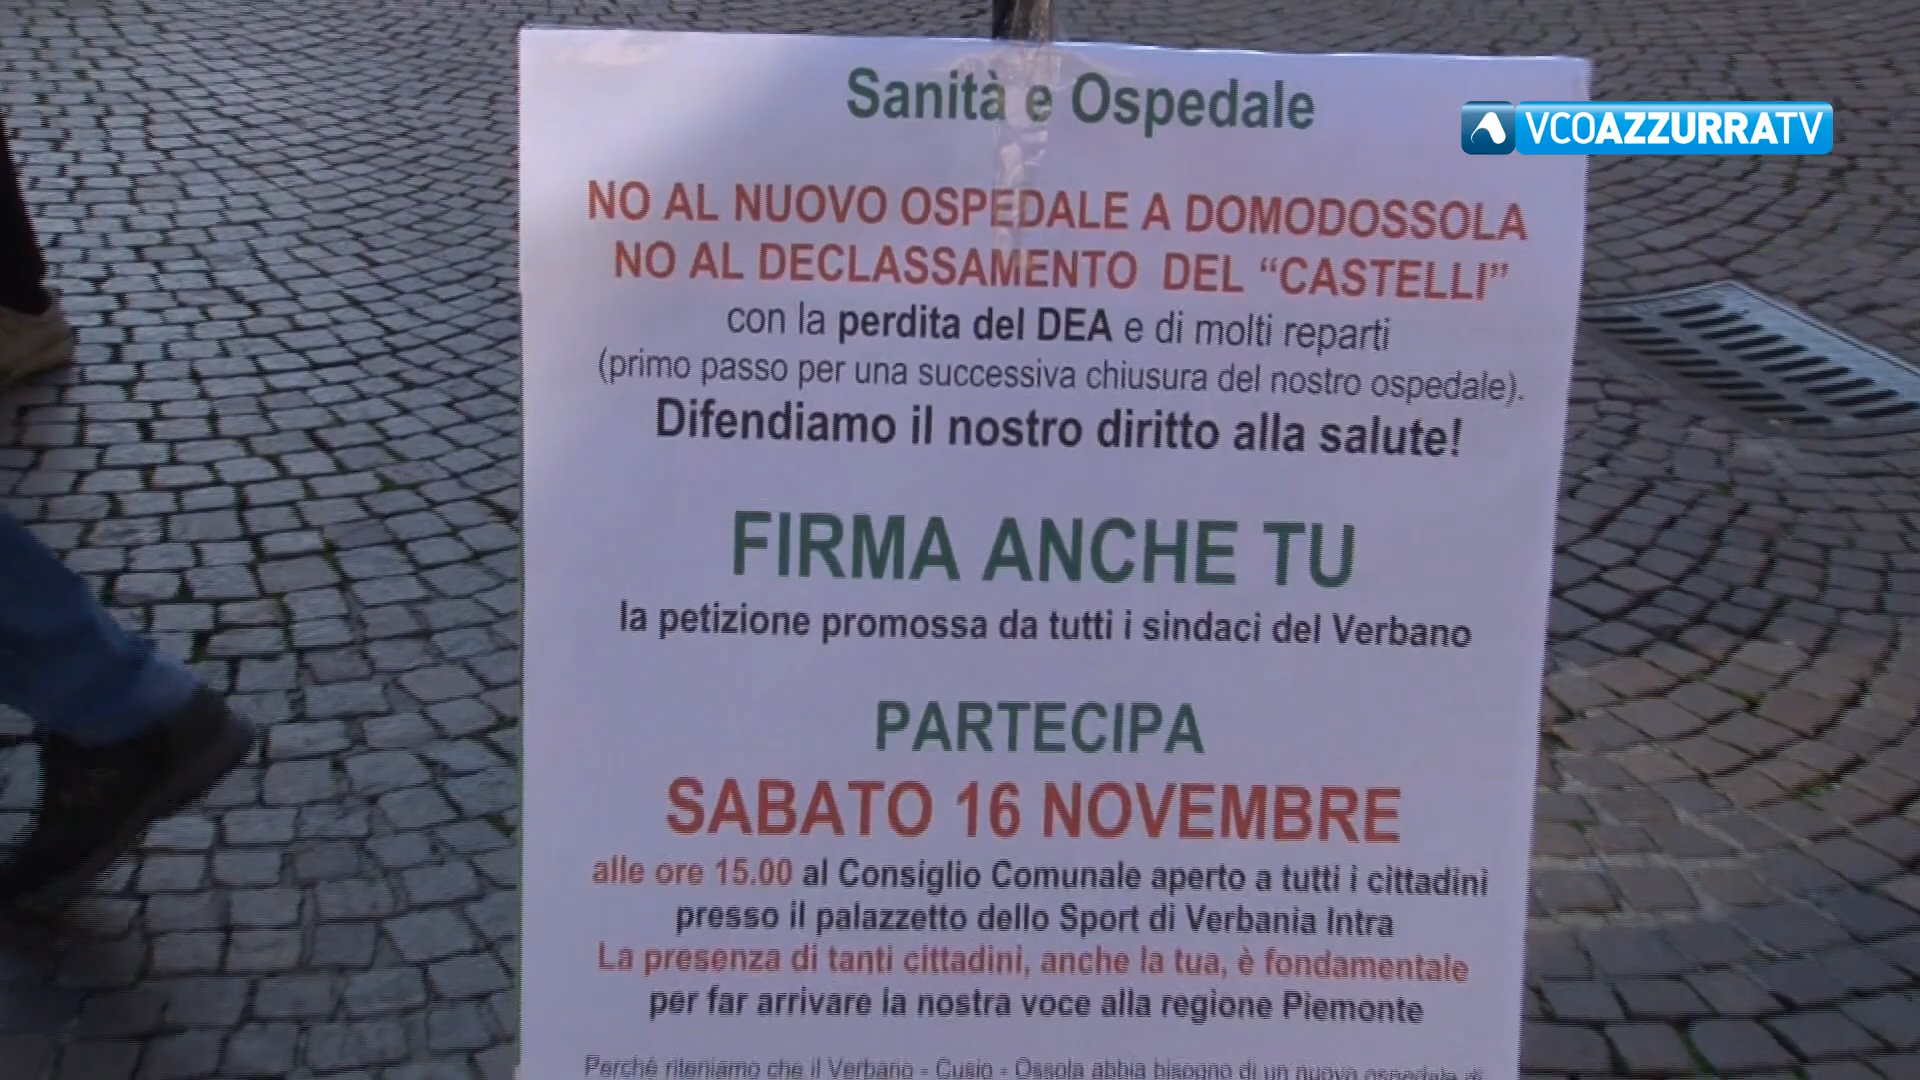 Sanità e Ospedale
VCOAZZURRATV
NO AL NUOVO OSPEDALE A DOMODOSSOLA
NO AL DECLASSAMENTO DEL “CASTELLI”
con la perdita del DEA e di molti reparti
(primo passo per una successiva chiusura del nostro ospedale).
Difendiamo il nostro diritto alla salute!
FIRMA ANCHE TU
la petizione promossa da tutti i sindaci del Verbano
PARTECIPA
SABATO 16 NOVEMBRE
alle ore 15.00 al Consiglio Comunale aperto a tutti i cittadini
presso il palazzetto dello Sport di Verbania Intra
La presenza di tanti cittadini, anche la tua, è fondamentale
per far arrivare la nostra voce alla regione Piemonte
Perché riteniamo che il Verbano - Cusio - Ossola abbia bisogno di un nuovo ospedale di